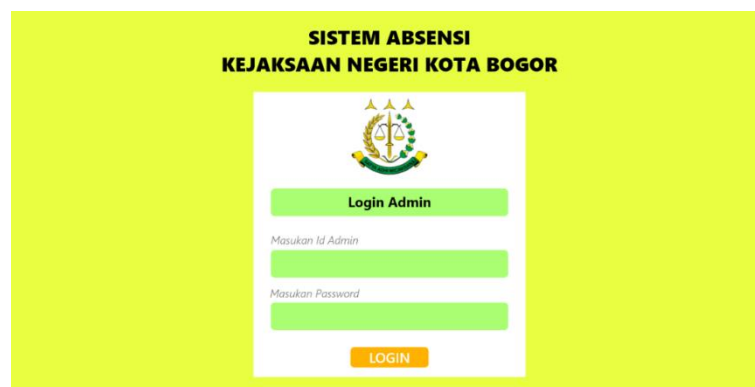 SISTEM ABSENSI
KEJAKSAAN NEGERI KOTA BOGOR
Login Admin
Masukan Id Admin
Masukan Password
LOGIN